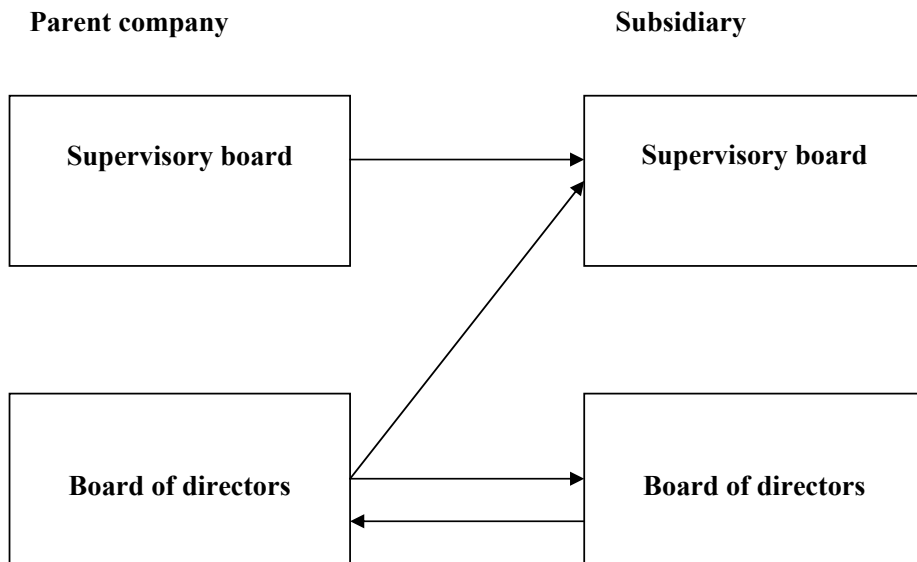 Parent company
Subsidiary
Supervisory board
Supervisory board
Board of directors
Board of directors